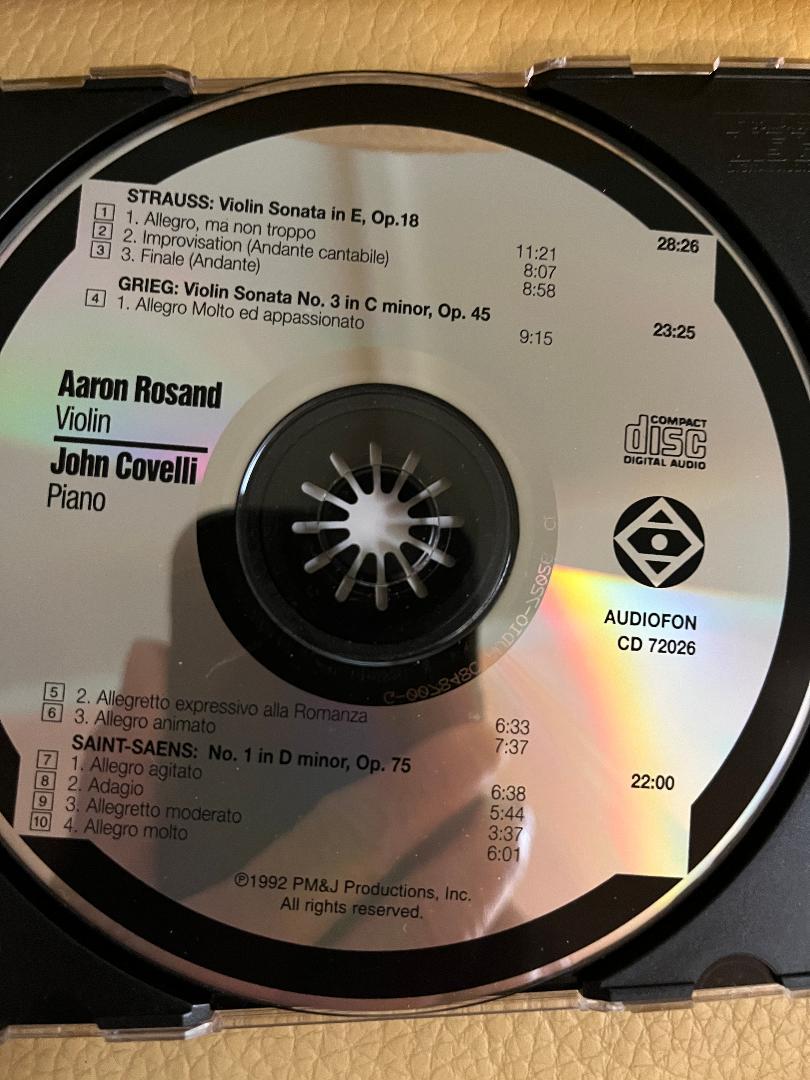 STRAUSS: Violin Sonata in E, Op.18 28:26
1 1. Allegro, ma non troppo 11:21
2 2. Improvisation (Andante cantabile) 8:07
3 3. Finale (Andante) 8:58
GRIEG: Violin Sonata No. 3 in C minor, Op. 45 23:25
4 1. Allegro Molto ed appassionato 9:15
Aaron Rosand
Violin
John Covelli
Piano
COMPACT
disc
DIGITAL AUDIO
AUDIOFON
CD 72026
5 2. Allegretto expressivo alla Romanza 6:33
6 3. Allegro animato 7:37
SAINT-SAENS: No. 1 in D minor, Op. 75 22:00
7 1. Allegro agitato 6:38
8 2. Adagio 5:44
9 3. Allegretto moderato 3:37
10 4. Allegro molto 6:01
℗1992 PM&J Productions, Inc.
All rights reserved.